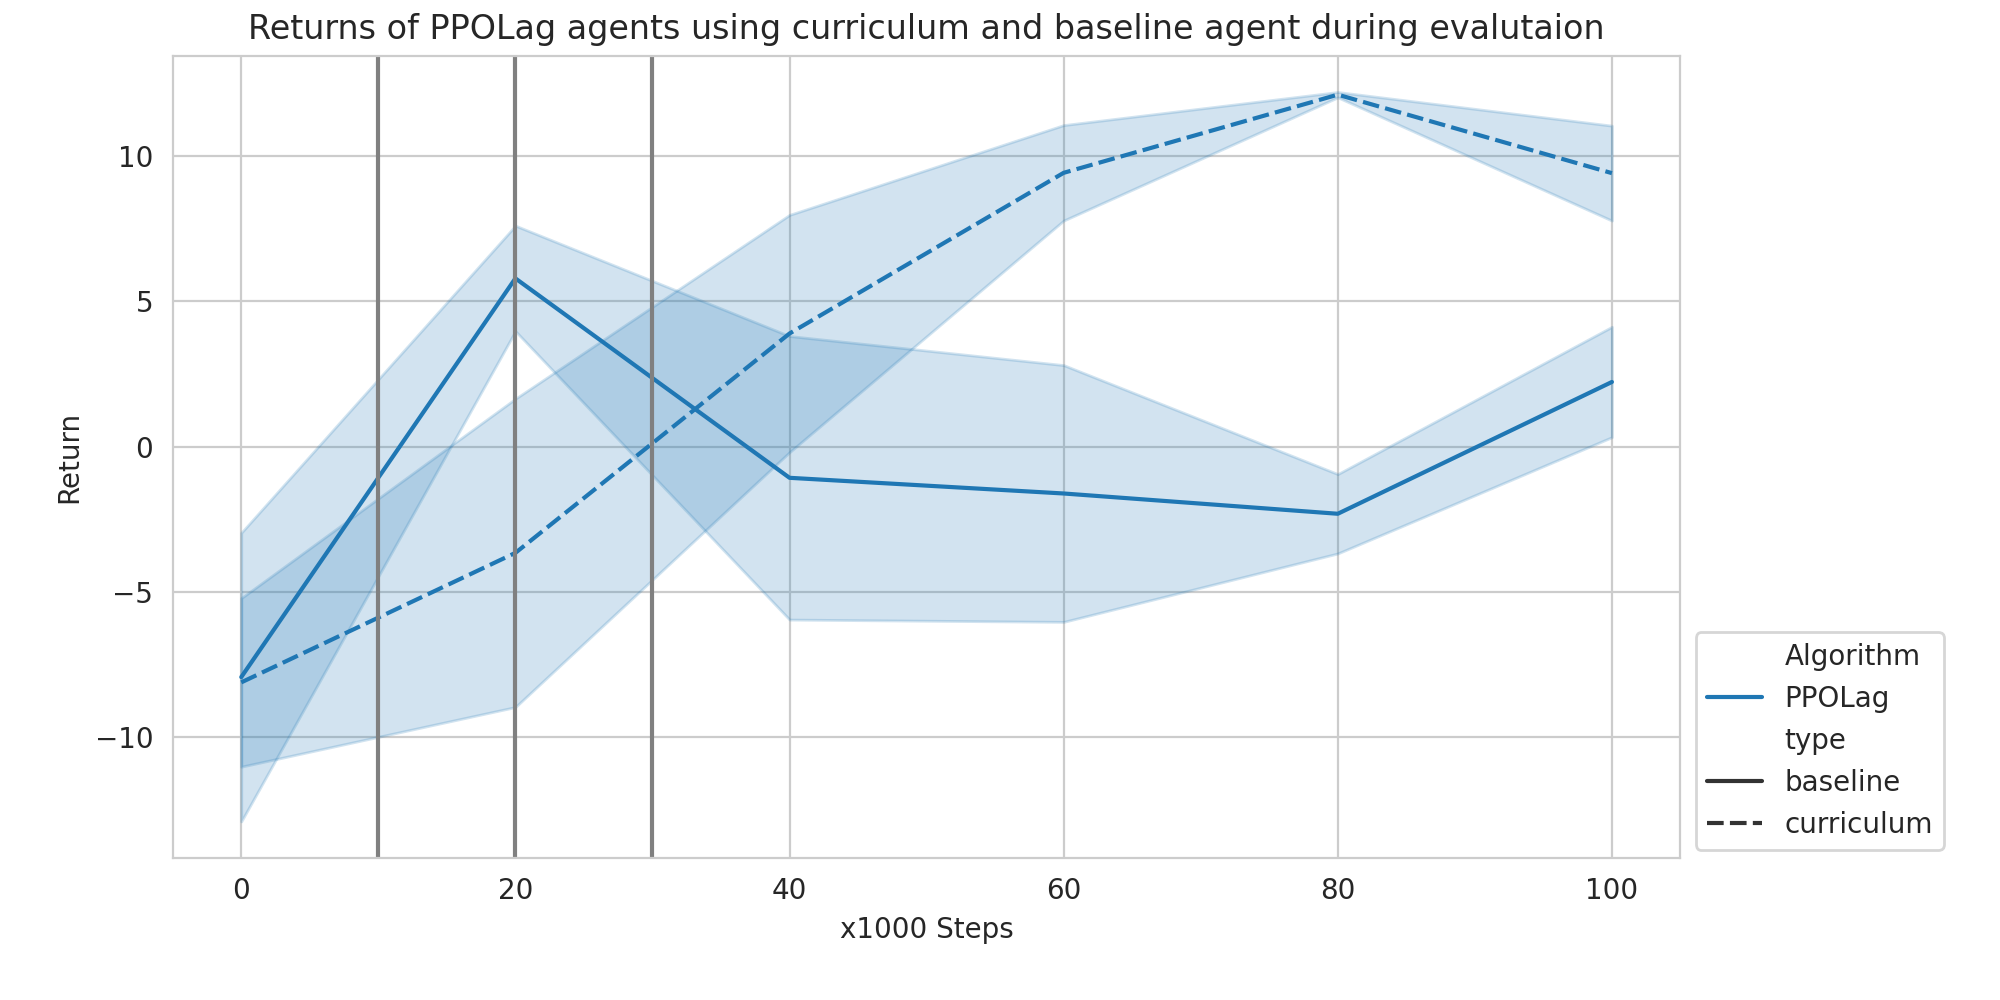 Returns of PPOLag agents using curriculum and baseline agent during evalutaion
10
5
0
−5
−10
Return
0 20 40 60 80 100
x1000 Steps
Algorithm
PPOLag
type
baseline
curriculum